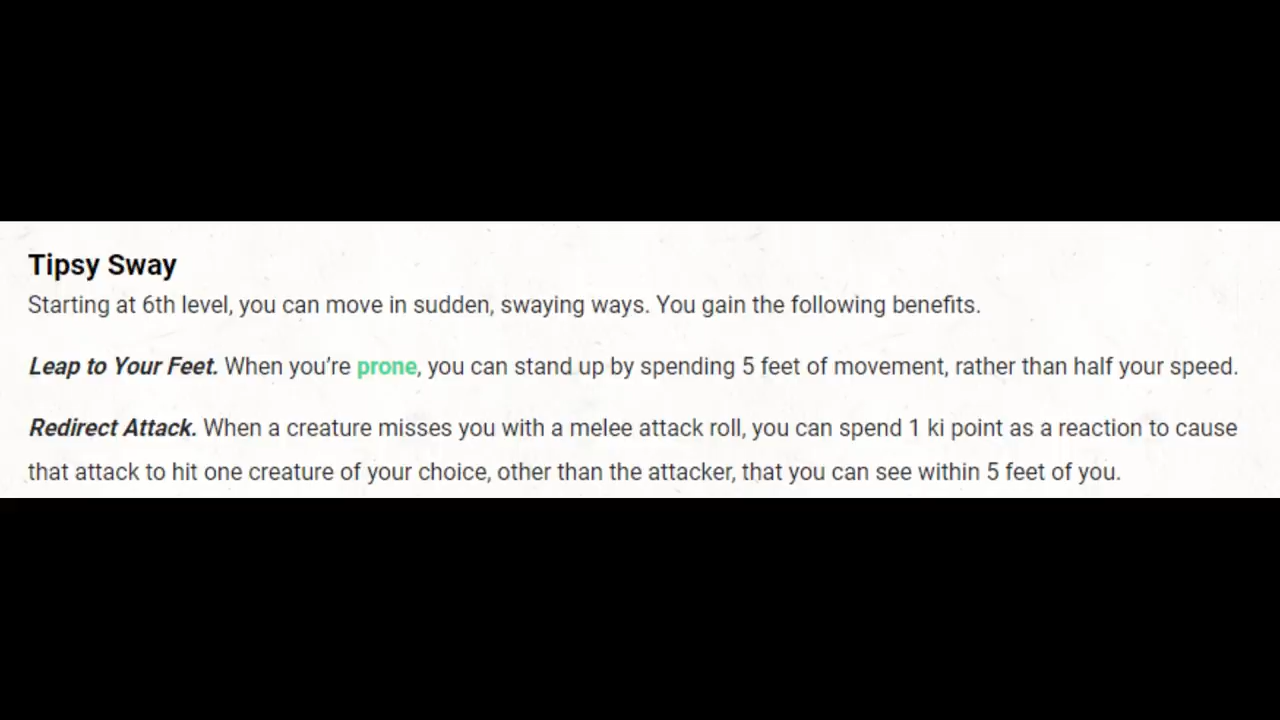 Tipsy Sway
Starting at 6th level, you can move in sudden, swaying ways. You gain the following benefits.
Leap to Your Feet. When you’re prone, you can stand up by spending 5 feet of movement, rather than half your speed.
Redirect Attack. When a creature misses you with a melee attack roll, you can spend 1 ki point as a reaction to cause
that attack to hit one creature of your choice, other than the attacker, that you can see within 5 feet of you.